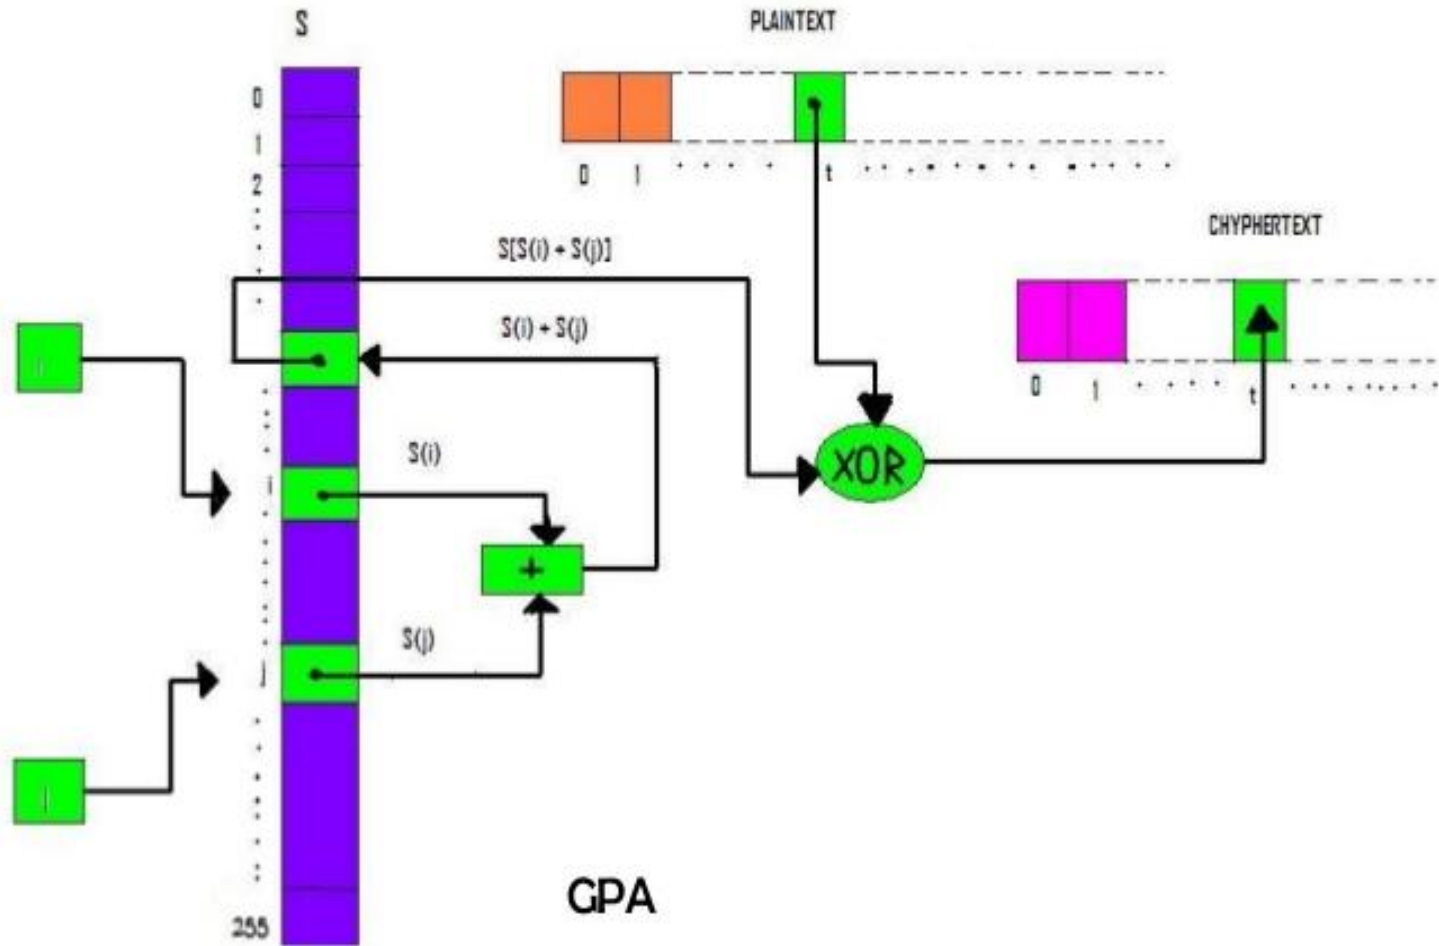 S
PLAINTEXT
0
1
2
0 1 t
CHYPHERTEXT
S[S(i) + S(j)]
S(i) + S(j)
i
0 1 t
S(i)
XOR
i
+
S(j)
j
j
GPA
255